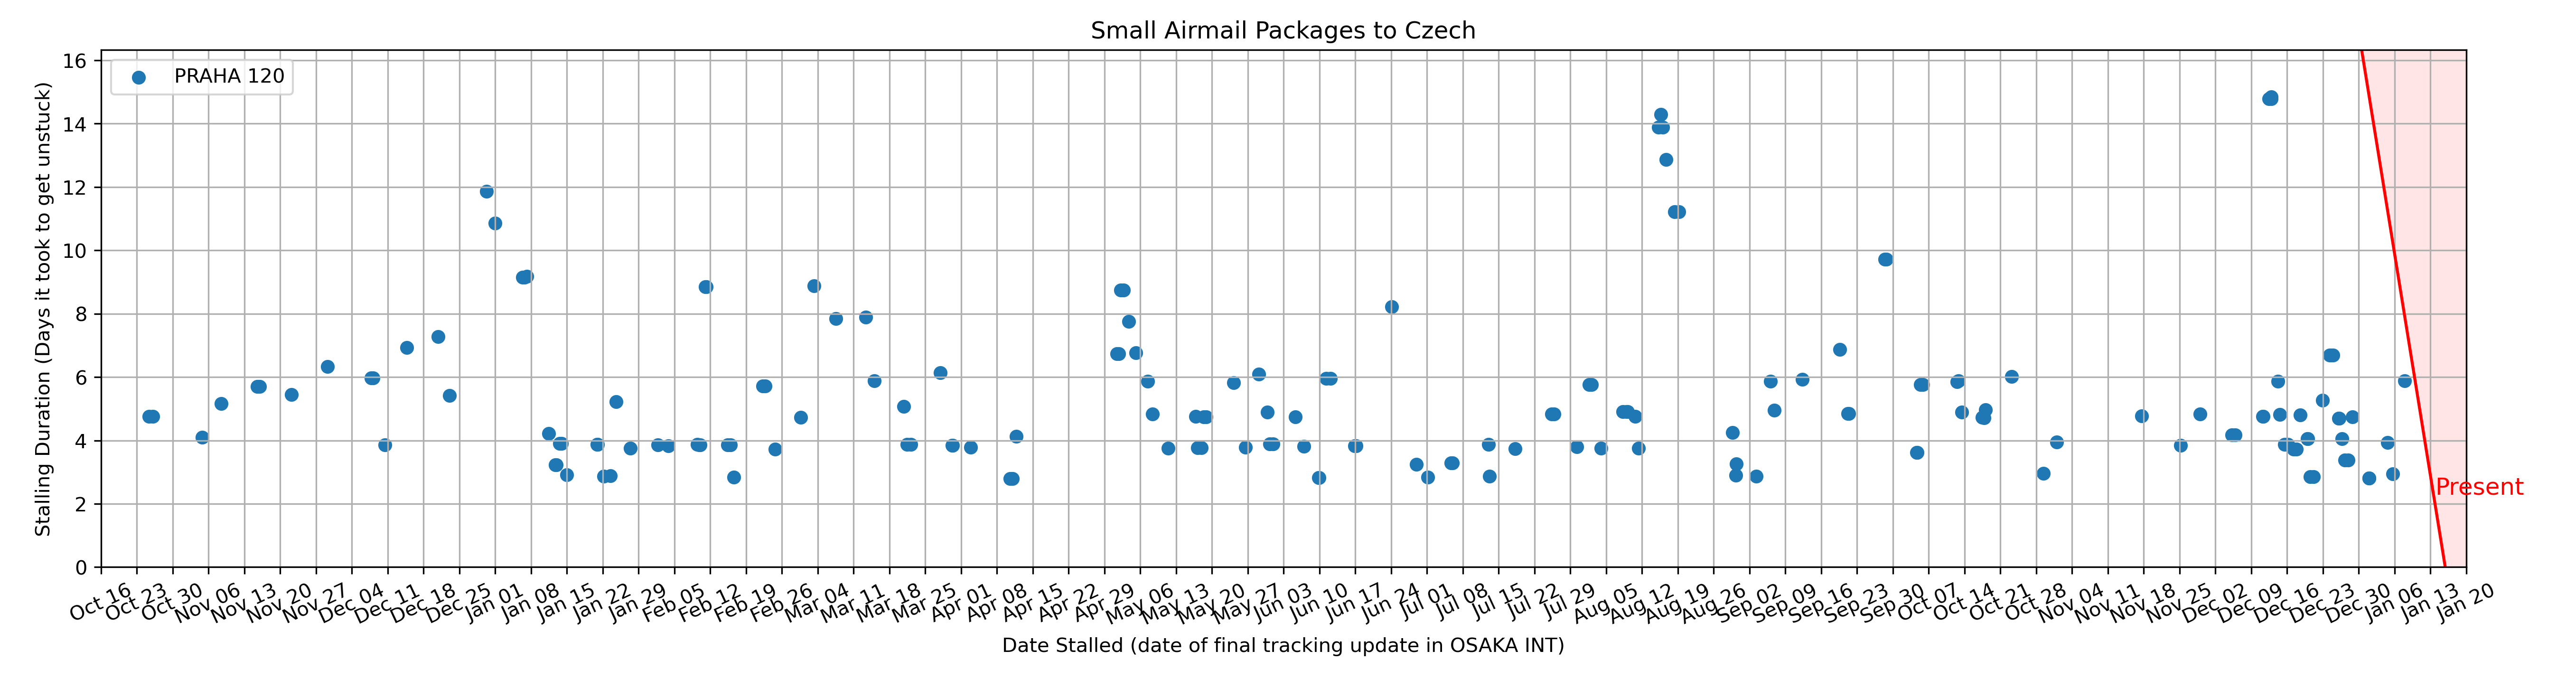 Small Airmail Packages to Czech
PRAHA 120
Stalling Duration (Days it took to get unstuck)
16
14
12
10
8
6
4
2
0
Present
Oct 16 Oct 23 Oct 30 Nov 06 Nov 13 Nov 20 Nov 27 Dec 04 Dec 11 Dec 18 Dec 25 Jan 01 Jan 08 Jan 15 Jan 22 Jan 29 Feb 05 Feb 12 Feb 19 Feb 26 Mar 04 Mar 11 Mar 18 Mar 25 Apr 01 Apr 08 Apr 15 Apr 22 Apr 29 May 06 May 13 May 20 May 27 Jun 03 Jun 10 Jun 17 Jun 24 Jul 01 Jul 08 Jul 15 Jul 22 Jul 29 Aug 05 Aug 12 Aug 19 Aug 26 Sep 02 Sep 09 Sep 16 Sep 23 Sep 30 Oct 07 Oct 14 Oct 21 Oct 28 Nov 04 Nov 11 Nov 18 Nov 25 Dec 02 Dec 09 Dec 16 Dec 23 Dec 30 Jan 06 Jan 13 Jan 20
Date Stalled (date of final tracking update in OSAKA INT)